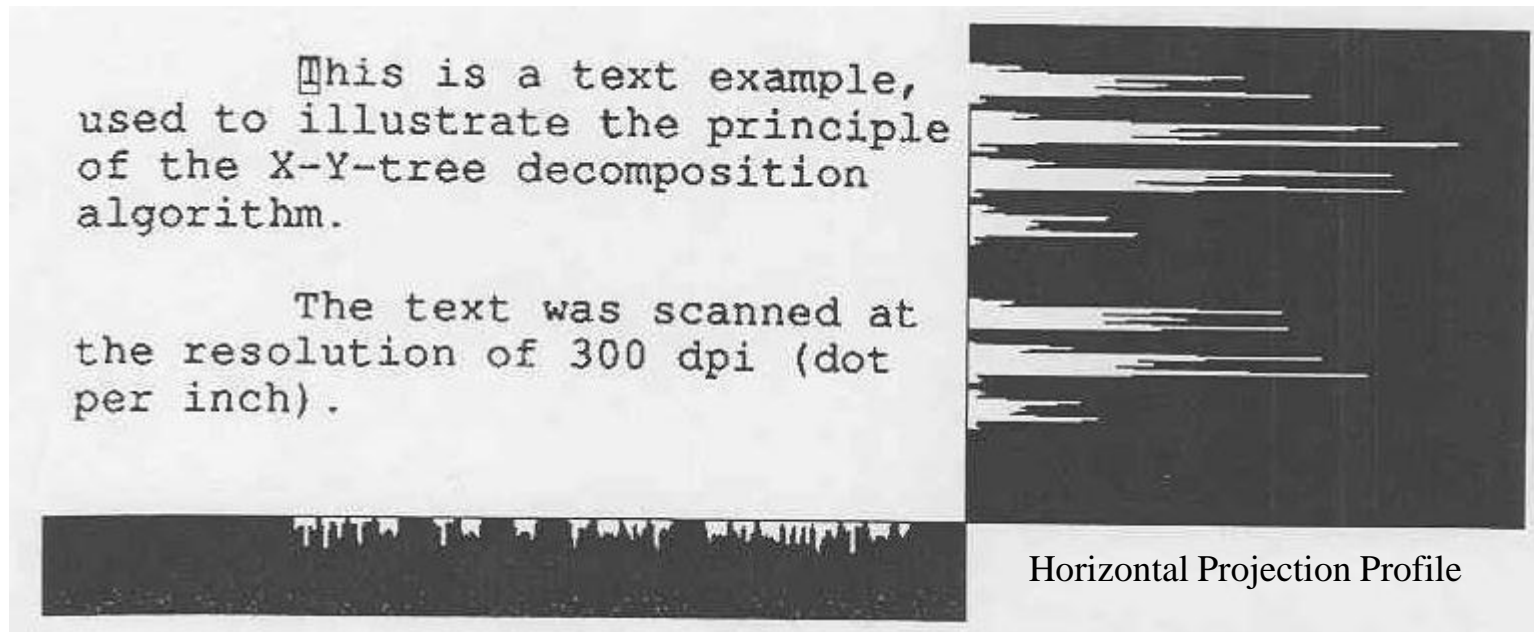 This is a text example,
used to illustrate the principle
of the X-Y-tree decomposition
algorithm.
The text was scanned at
the resolution of 300 dpi (dot
per inch).
Horizontal Projection Profile